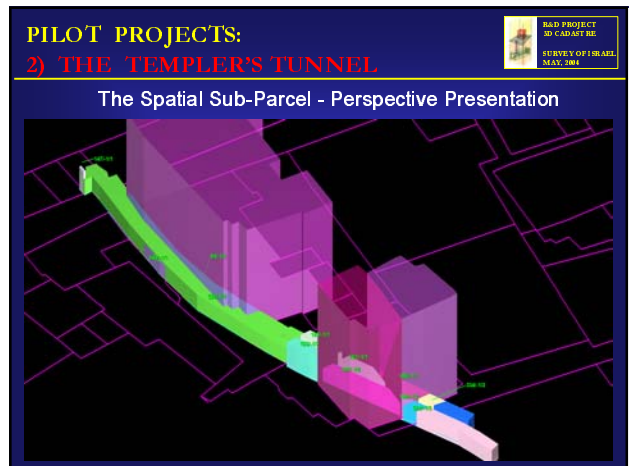 PILOT PROJECTS:
2) THE TEMPLER'S TUNNEL
R&D PROJECT
3D CADASTRE
SURVEY OF ISRAEL
MAY, 2004
The Spatial Sub-Parcel - Perspective Presentation